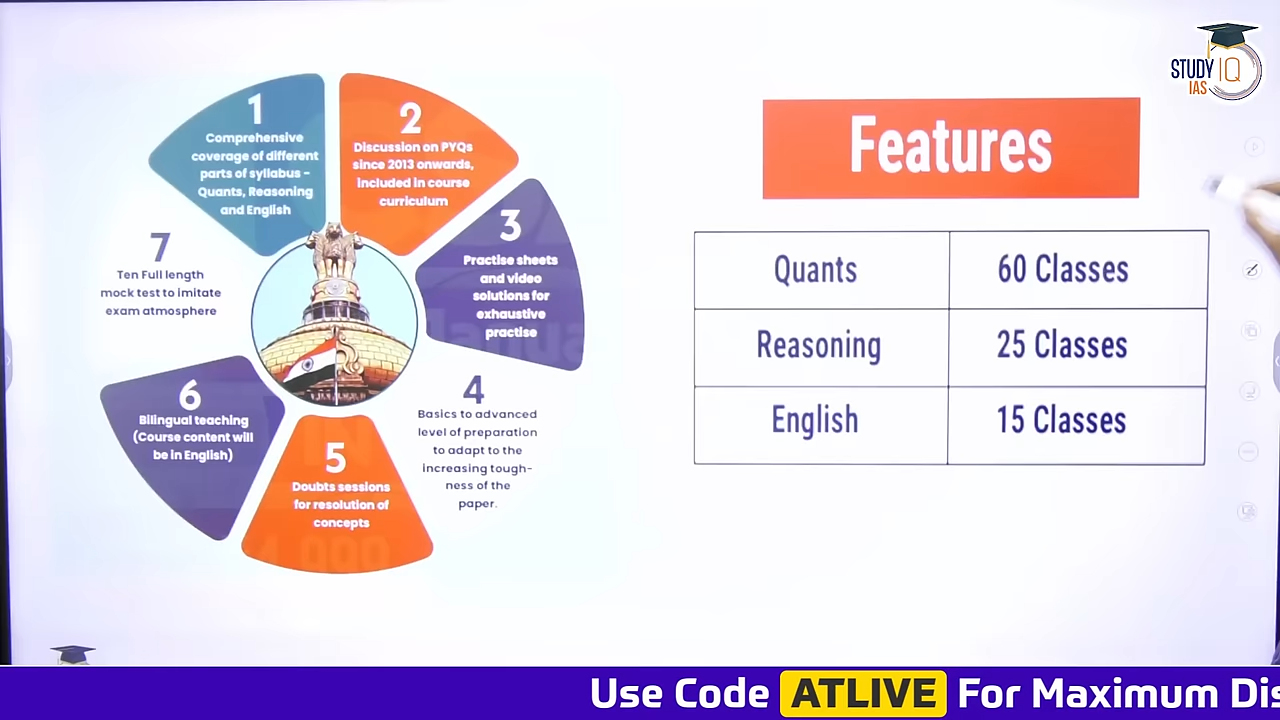 STUDY IQ
IAS
1
Comprehensive
coverage of different
parts of syllabus -
Quants, Reasoning
and English
2
Discussion on PYQs
since 2013 onwards,
included in course
curriculum
3
Practise sheets
and video
solutions for
exhaustive
practise
4
Basics to advanced
level of preparation
to adapt to the
increasing tough-
ness of the
paper.
5
Doubts sessions
for resolution of
concepts
6
Bilingual teaching
(Course content will
be in English)
7
Ten Full length
mock test to imitate
exam atmosphere
Features
Quants 60 Classes
Reasoning 25 Classes
English 15 Classes
Use Code ATLIVE For Maximum Dis